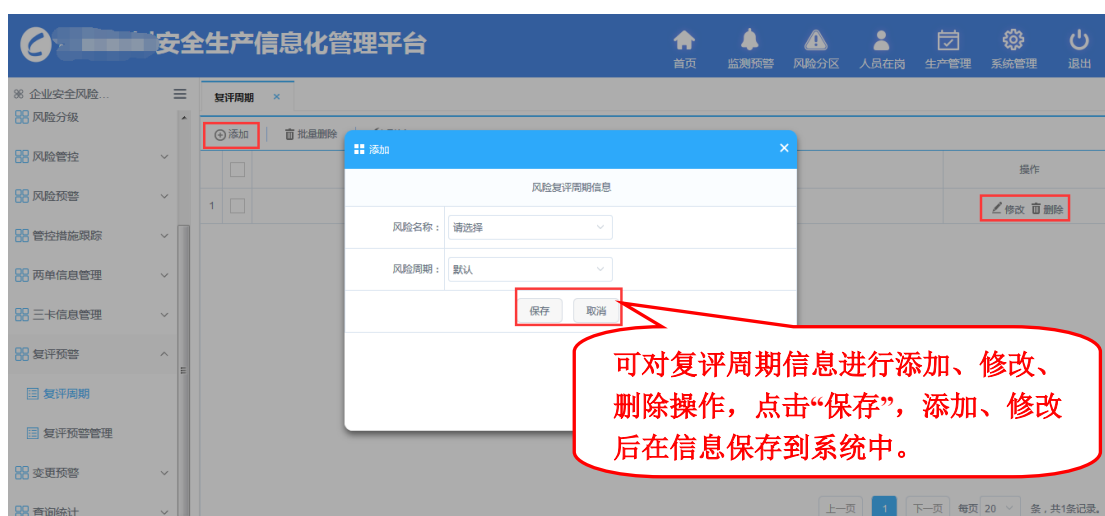 安全生产信息化管理平台
首页 监测预警 风险分区 人员在岗 生产管理 系统管理 退出
企业安全风险...
复评周期 ×
风险分级
添加 批量删除
添加 ×
风险管控
操作
风险复评周期信息
风险预警
1 修改 删除
风险名称： 请选择
管控措施跟踪
风险周期： 默认
两单信息管理
保存 取消
三卡信息管理
复评预警
可对复评周期信息进行添加、修改、
删除操作，点击“保存”，添加、修改
后在信息保存到系统中。
复评周期
复评预警管理
变更预警
查询统计
上一页 1 下一页 每页 20 条，共1条记录。